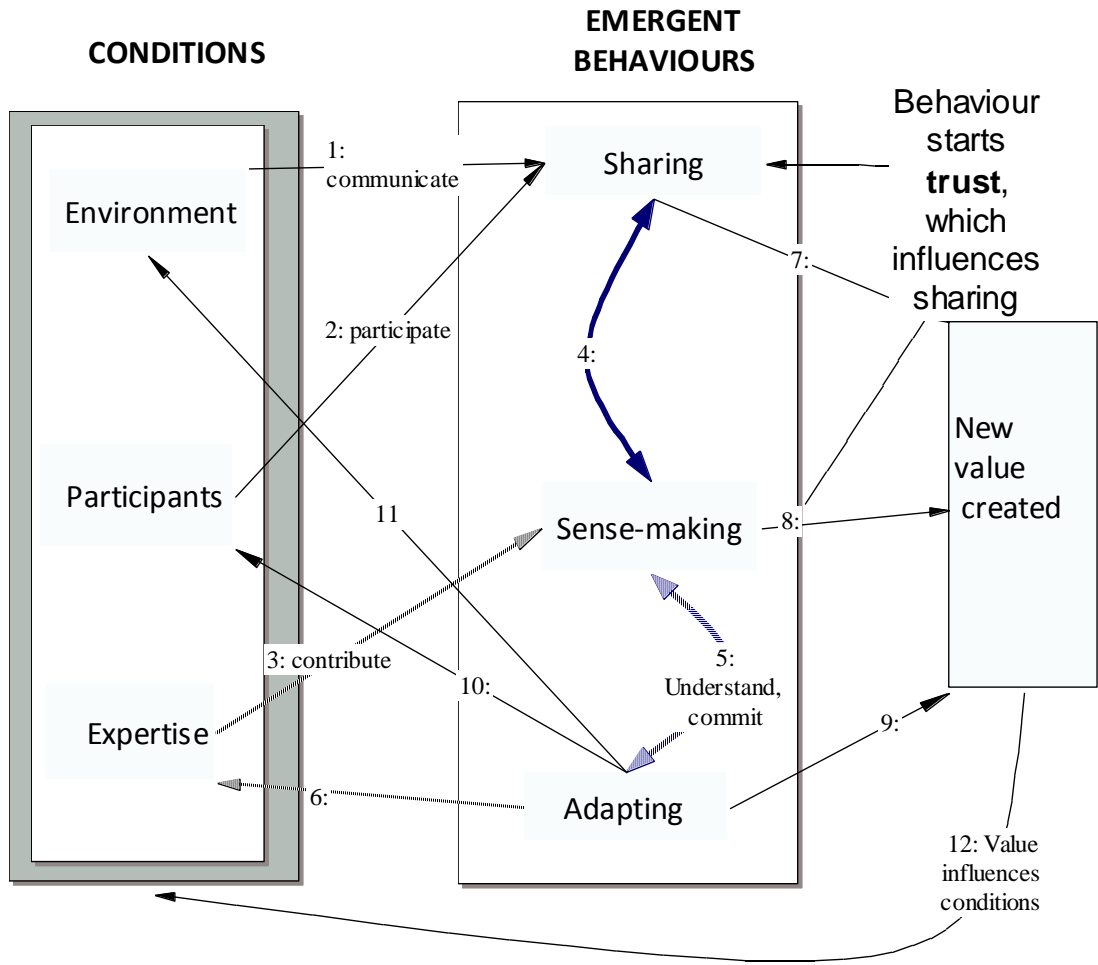 CONDITIONS
EMERGENT
BEHAVIOURS
Behaviour
starts
trust,
which
influences
sharing
1:
communicate
Sharing
Environment
7:
2: participate
4:
New
value
created
Participants
11
Sense-making
8:
3: contribute
5:
Understand,
commit
10:
Expertise
9:
6:
Adapting
12: Value
influences
conditions